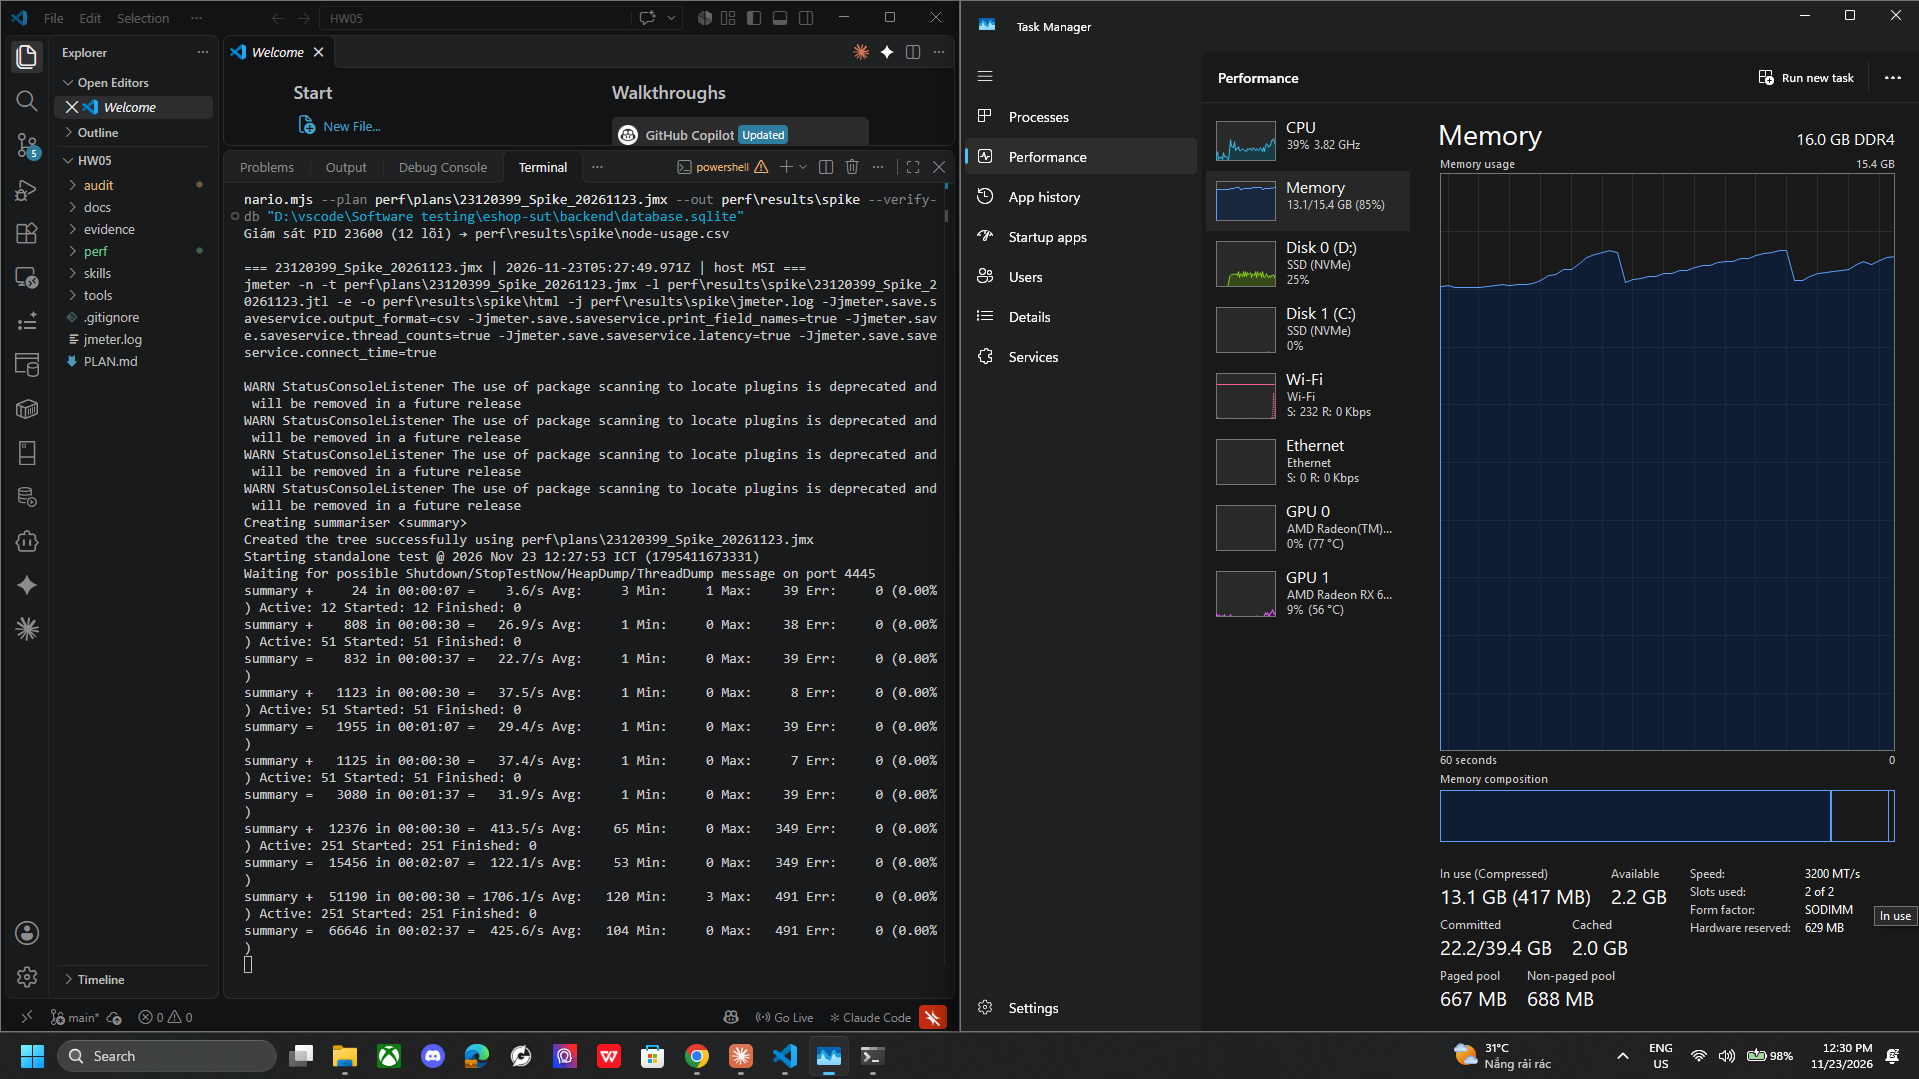 File Edit Selection ··· HW05
Explorer ···
Open Editors
Welcome
Outline
HW05
audit
docs
evidence
perf
skills
tools
.gitignore
jmeter.log
PLAN.md
Timeline
5
Welcome
Start
New File...
Walkthroughs
GitHub Copilot Updated
Problems Output Debug Console Terminal ··· powershell
nario.mjs --plan perf\plans\23120399_Spike_20261123.jmx --out perf\results\spike --verify-
db "D:\vscode\Software testing\eshop-sut\backend\database.sqlite"
Giám sát PID 23600 (12 lõi) → perf\results\spike\node-usage.csv
=== 23120399_Spike_20261123.jmx | 2026-11-23T05:27:49.971Z | host MSI ===
jmeter -n -t perf\plans\23120399_Spike_20261123.jmx -l perf\results\spike\23120399_Spike_2
0261123.jtl -e -o perf\results\spike\html -j perf\results\spike\jmeter.log -Jjmeter.save.s
aveservice.output_format=csv -Jjmeter.save.saveservice.print_field_names=true -Jjmeter.sav
e.saveservice.thread_counts=true -Jjmeter.save.saveservice.latency=true -Jjmeter.save.save
service.connect_time=true
WARN StatusConsoleListener The use of package scanning to locate plugins is deprecated and
will be removed in a future release
WARN StatusConsoleListener The use of package scanning to locate plugins is deprecated and
will be removed in a future release
WARN StatusConsoleListener The use of package scanning to locate plugins is deprecated and
will be removed in a future release
WARN StatusConsoleListener The use of package scanning to locate plugins is deprecated and
will be removed in a future release
Creating summariser <summary>
Created the tree successfully using perf\plans\23120399_Spike_20261123.jmx
Starting standalone test @ 2026 Nov 23 12:27:53 ICT (1795411673331)
Waiting for possible Shutdown/StopTestNow/HeapDump/ThreadDump message on port 4445
summary + 24 in 00:00:07 = 3.6/s Avg: 3 Min: 1 Max: 39 Err: 0 (0.00%
) Active: 12 Started: 12 Finished: 0
summary + 808 in 00:00:30 = 26.9/s Avg: 1 Min: 0 Max: 38 Err: 0 (0.00%
) Active: 51 Started: 51 Finished: 0
summary = 832 in 00:00:37 = 22.7/s Avg: 1 Min: 0 Max: 39 Err: 0 (0.00%
)
summary + 1123 in 00:00:30 = 37.5/s Avg: 1 Min: 0 Max: 8 Err: 0 (0.00%
) Active: 51 Started: 51 Finished: 0
summary = 1955 in 00:01:07 = 29.4/s Avg: 1 Min: 0 Max: 39 Err: 0 (0.00%
)
summary + 1125 in 00:00:30 = 37.4/s Avg: 1 Min: 0 Max: 7 Err: 0 (0.00%
) Active: 51 Started: 51 Finished: 0
summary = 3080 in 00:01:37 = 31.9/s Avg: 1 Min: 0 Max: 39 Err: 0 (0.00%
)
summary + 12376 in 00:00:30 = 413.5/s Avg: 65 Min: 0 Max: 349 Err: 0 (0.00%
) Active: 251 Started: 251 Finished: 0
summary = 15456 in 00:02:07 = 122.1/s Avg: 53 Min: 0 Max: 349 Err: 0 (0.00%
)
summary + 51190 in 00:00:30 = 1706.1/s Avg: 120 Min: 3 Max: 491 Err: 0 (0.00%
) Active: 251 Started: 251 Finished: 0
summary = 66646 in 00:02:37 = 425.6/s Avg: 104 Min: 0 Max: 491 Err: 0 (0.00%
)
main* 0 0 Go Live Claude Code
Task Manager
Processes
Performance
App history
Startup apps
Users
Details
Services
Settings
Performance Run new task ···
CPU
39% 3.82 GHz
Memory
13.1/15.4 GB (85%)
Disk 0 (D:)
SSD (NVMe)
25%
Disk 1 (C:)
SSD (NVMe)
0%
Wi-Fi
Wi-Fi
S: 232 R: 0 Kbps
Ethernet
Ethernet
S: 0 R: 0 Kbps
GPU 0
AMD Radeon(TM)...
0% (77 °C)
GPU 1
AMD Radeon RX 6...
9% (56 °C)
Memory 16.0 GB DDR4
Memory usage 15.4 GB
60 seconds 0
Memory composition
In use (Compressed) Available
13.1 GB (417 MB) 2.2 GB
Committed Cached
22.2/39.4 GB 2.0 GB
Paged pool Non-paged pool
667 MB 688 MB
Speed: 3200 MT/s
Slots used: 2 of 2
Form factor: SODIMM
Hardware reserved: 629 MB
In use
Search
31°C
Nắng rải rác
ENG
US
98%
12:30 PM
11/23/2026